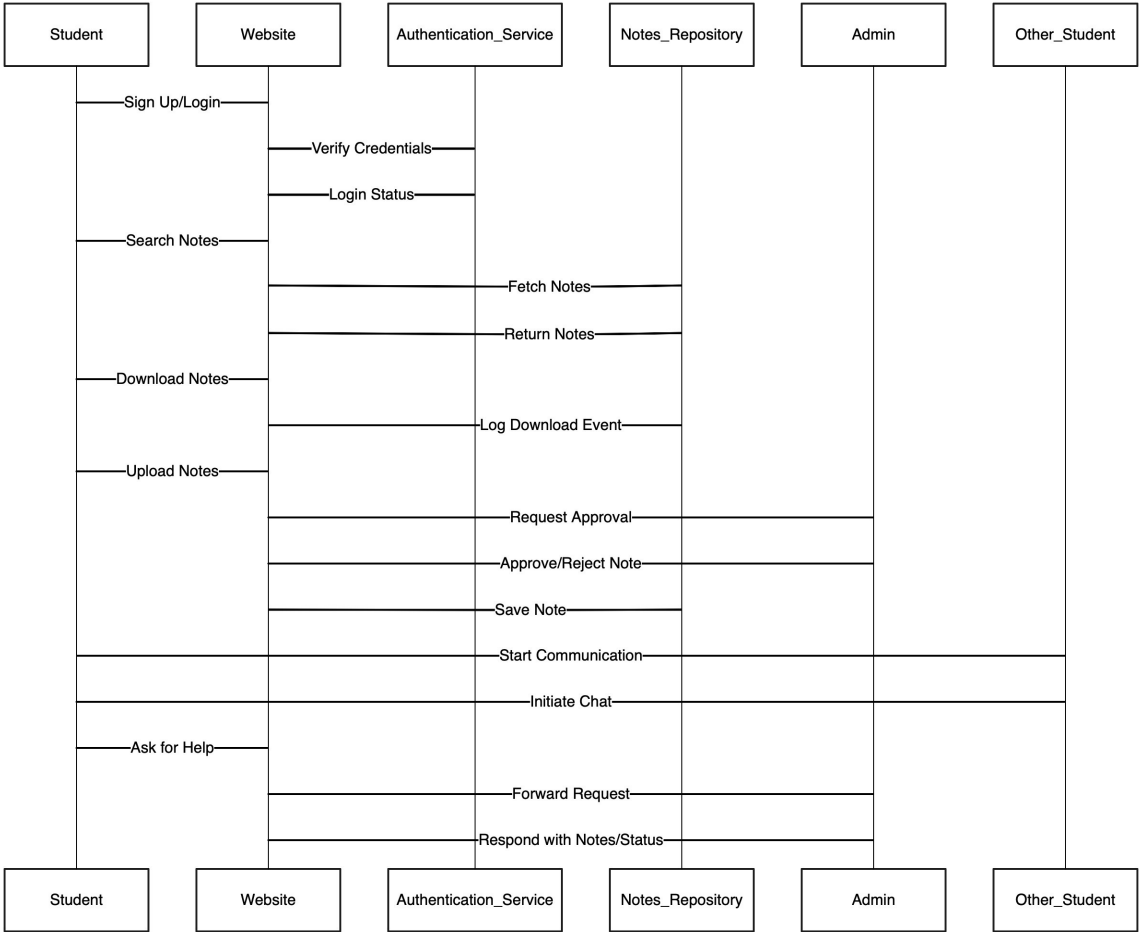 Student
Website
Authentication_Service
Notes_Repository
Admin
Other_Student
Sign Up/Login
Verify Credentials
Login Status
Search Notes
Fetch Notes
Return Notes
Download Notes
Log Download Event
Upload Notes
Request Approval
Approve/Reject Note
Save Note
Start Communication
Initiate Chat
Ask for Help
Forward Request
Respond with Notes/Status
Student
Website
Authentication_Service
Notes_Repository
Admin
Other_Student